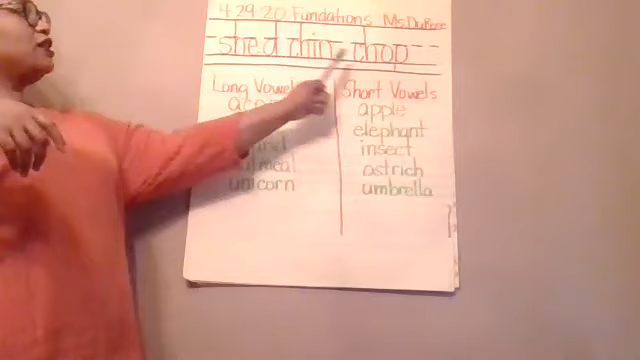 4-29-20 Fundations Ms. DuBose
shed chin chop
Long Vowels Short Vowels
apple
elephant
insect
ostrich
unicorn umbrella